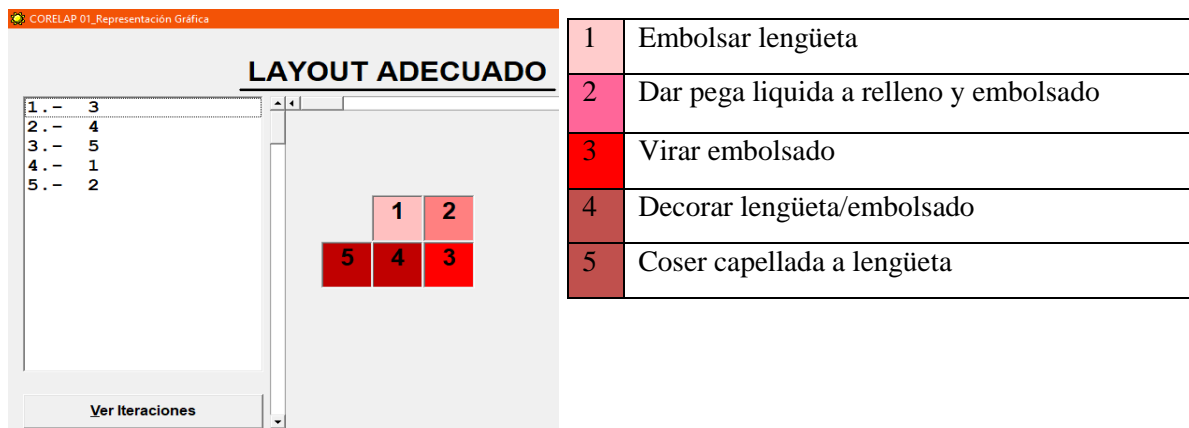 CORELAP 01_Representación Gráfica
LAYOUT ADECUADO
1.- 3
2.- 4
3.- 5
4.- 1
5.- 2
1 2
5 4 3
Ver Iteraciones
1 Embolsar lengüeta
2 Dar pega liquida a relleno y embolsado
3 Virar embolsado
4 Decorar lengüeta/embolsado
5 Coser capellada a lengüeta